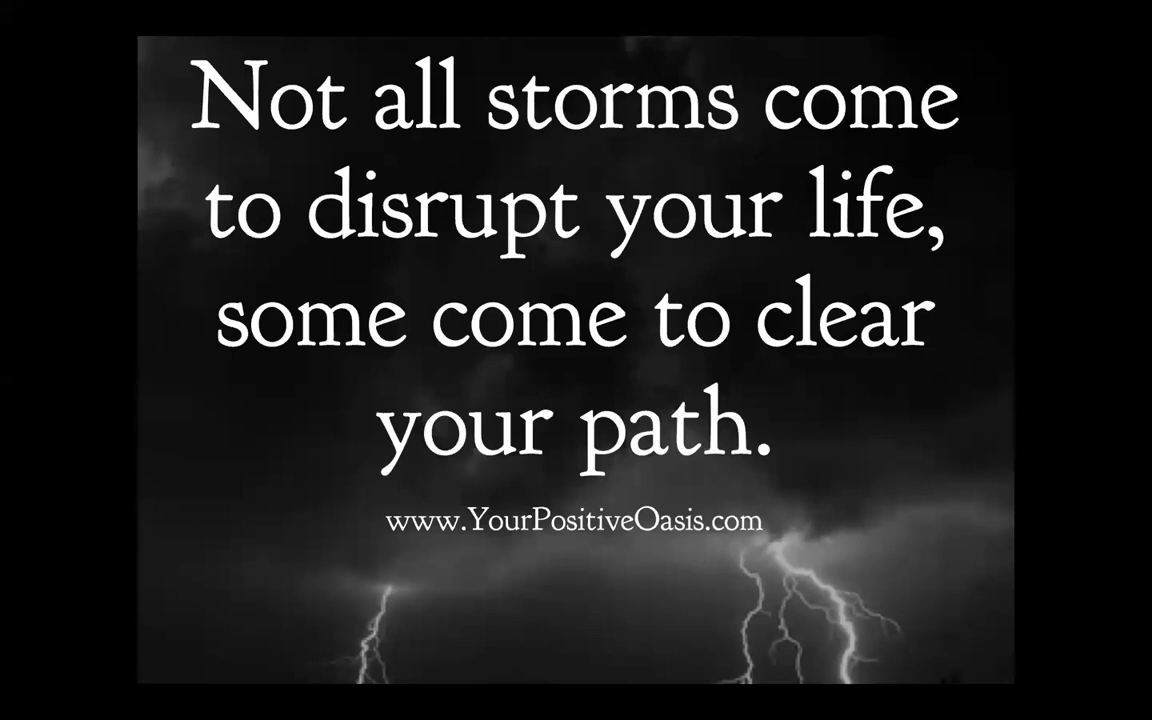 Not all storms come
to disrupt your life,
some come to clear
your path.
www.YourPositiveOasis.com